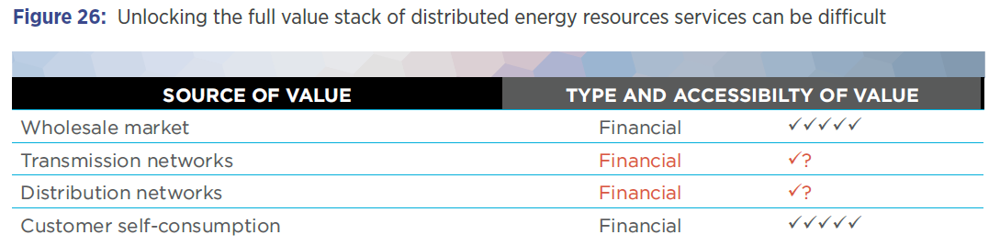 Figure 26: Unlocking the full value stack of distributed energy resources services can be difficult
SOURCE OF VALUE TYPE AND ACCESSIBILTY OF VALUE
Wholesale market Financial ✓✓✓✓✓
Transmission networks Financial ✓?
Distribution networks Financial ✓?
Customer self-consumption Financial ✓✓✓✓✓